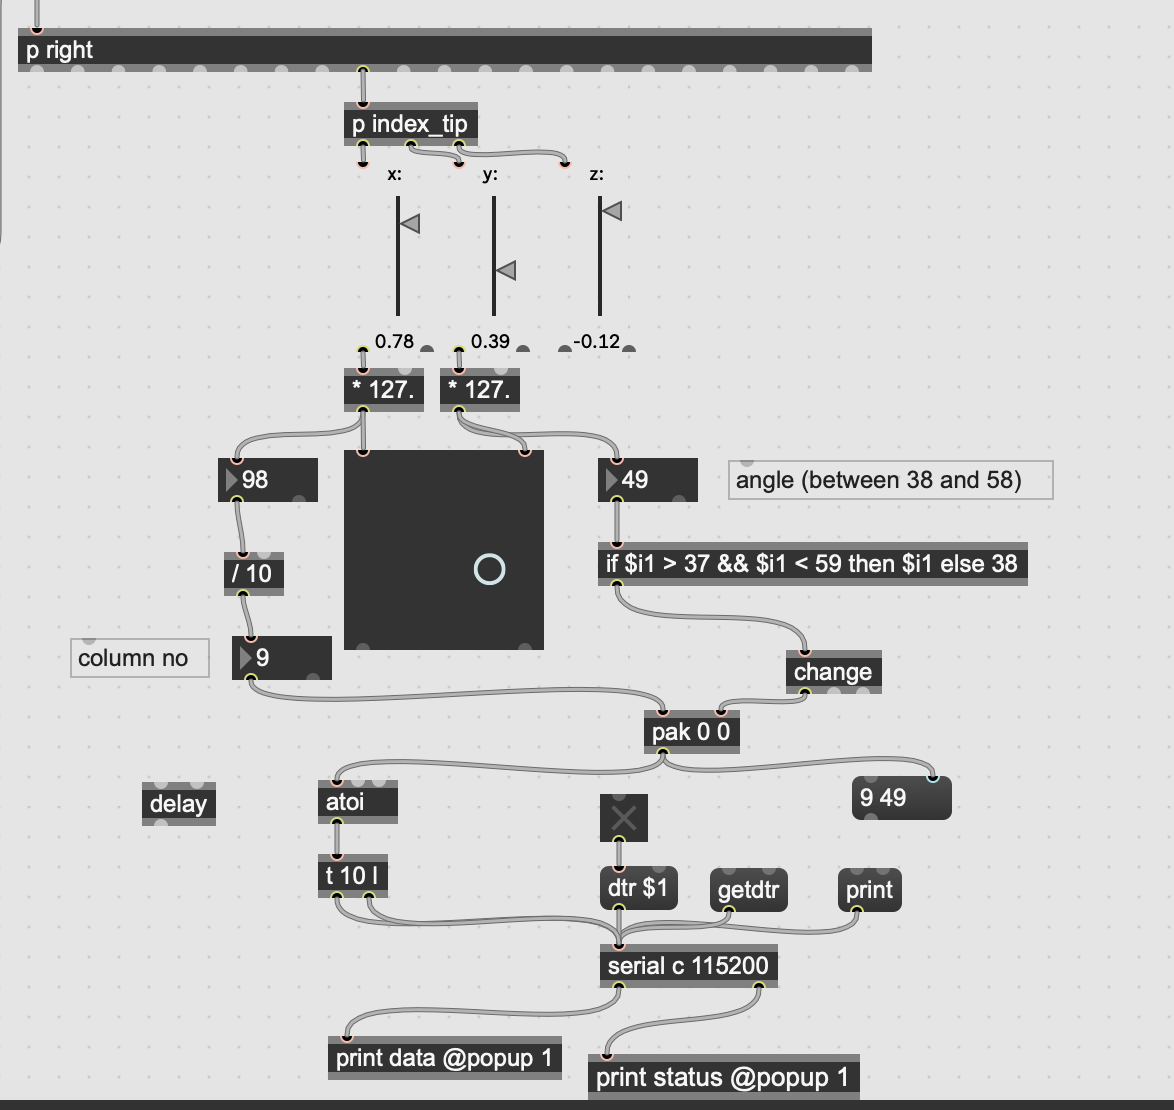 p right
p index_tip
x:
y:
z:
0.78
0.39
-0.12
* 127.
* 127.
98
49
angle (between 38 and 58)
/ 10
if $i1 > 37 && $i1 < 59 then $i1 else 38
column no
9
change
pak 0 0
delay
atoi
9 49
t 10 l
dtr $1
getdtr
print
serial c 115200
print data @popup 1
print status @popup 1